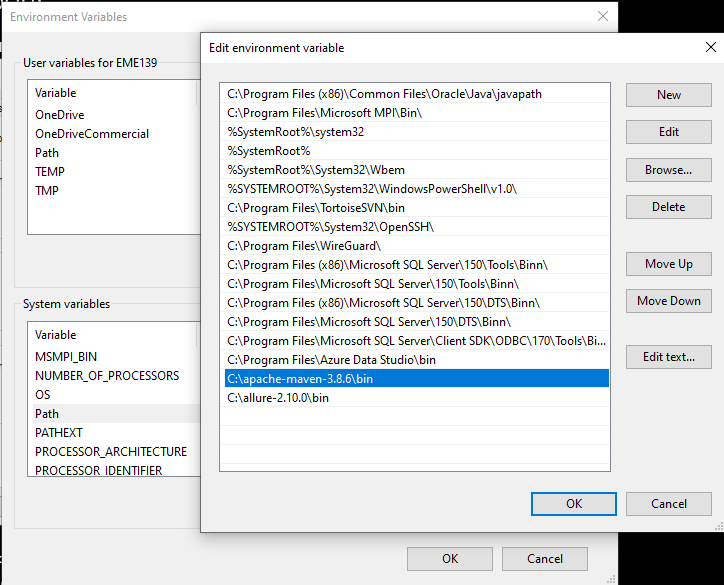 Environment Variables
User variables for EME139
Variable
OneDrive
OneDriveCommercial
Path
TEMP
TMP
System variables
Variable
MSMPI_BIN
NUMBER_OF_PROCESSORS
OS
Path
PATHEXT
PROCESSOR_ARCHITECTURE
PROCESSOR_IDENTIFIER
OK
Cancel
Edit environment variable
C:\Program Files (x86)\Common Files\Oracle\Java\javapath
C:\Program Files\Microsoft MPI\Bin\
%SystemRoot%\system32
%SystemRoot%
%SystemRoot%\System32\Wbem
%SYSTEMROOT%\System32\WindowsPowerShell\v1.0\
C:\Program Files\TortoiseSVN\bin
%SYSTEMROOT%\System32\OpenSSH\
C:\Program Files\WireGuard\
C:\Program Files (x86)\Microsoft SQL Server\150\Tools\Binn\
C:\Program Files\Microsoft SQL Server\150\Tools\Binn\
C:\Program Files (x86)\Microsoft SQL Server\150\DTS\Binn\
C:\Program Files\Microsoft SQL Server\150\DTS\Binn\
C:\Program Files\Microsoft SQL Server\Client SDK\ODBC\170\Tools\Bi...
C:\Program Files\Azure Data Studio\bin
C:\apache-maven-3.8.6\bin
C:\allure-2.10.0\bin
New
Edit
Browse...
Delete
Move Up
Move Down
Edit text...
OK
Cancel